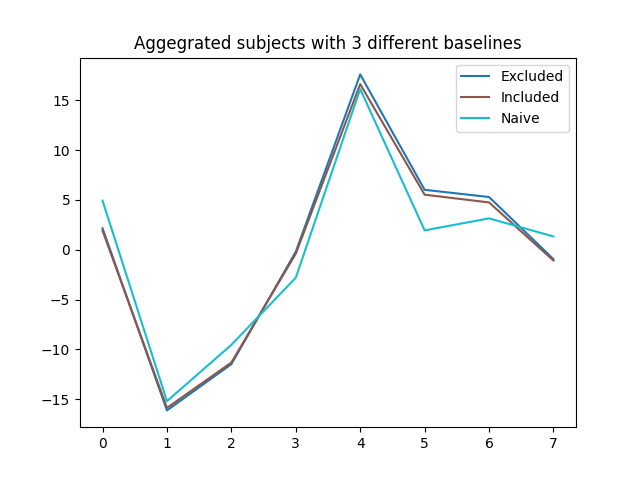 Aggegrated subjects with 3 different baselines
Excluded
Included
Naive
15
10
5
0
−5
−10
−15
0 1 2 3 4 5 6 7